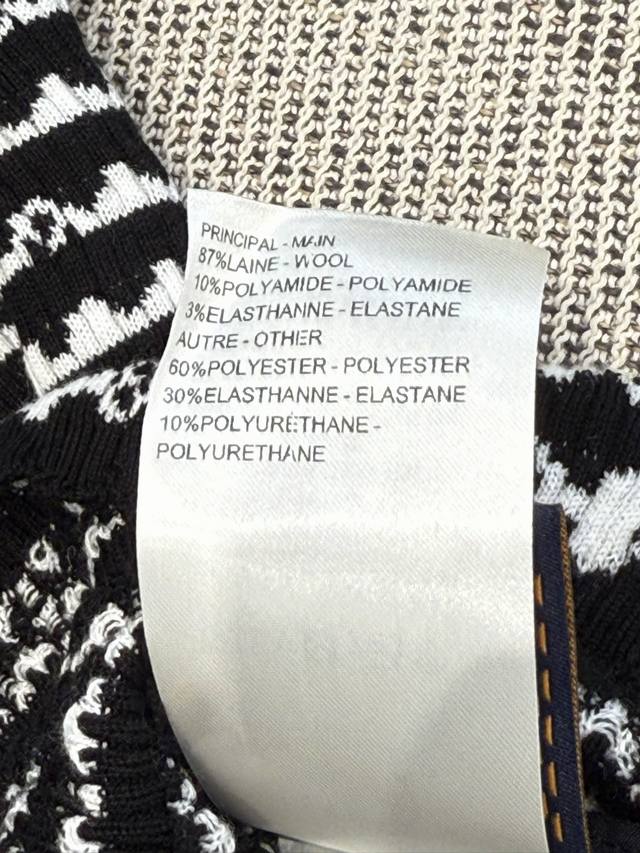 PRINCIPAL - MAIN
87%LAINE - WOOL
10%POLYAMIDE - POLYAMIDE
3%ELASTHANNE - ELASTANE
AUTRE - OTHER
60%POLYESTER - POLYESTER
30%ELASTHANNE - ELASTANE
10%POLYURÉTHANE -
POLYURETHANE